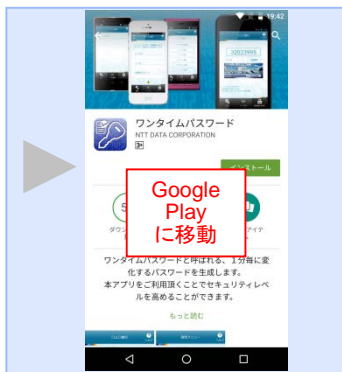 19:42
32023995
ワンタイムパスワード
NTT DATA CORPORATION
3+
インストール
Google
Play
に移動
ワンタイムパスワードと呼ばれる、1分毎に変
化するパスワードを生成します。
本アプリをご利用頂くことでセキュリティレベ
ルを高めることができます。
もっと読む